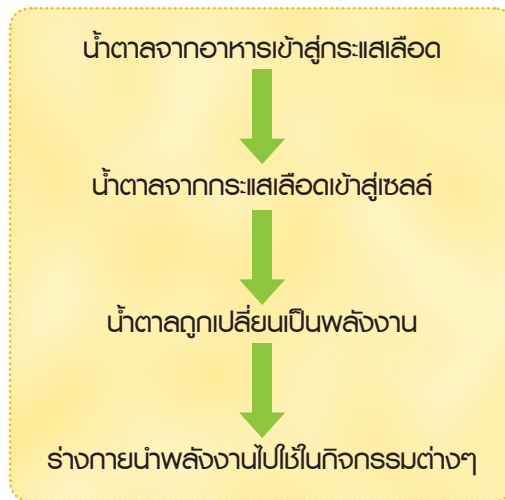 น้ำตาลจากอาหารเข้าสู่กระแสเลือด
น้ำตาลจากกระแสเลือดเข้าสู่เซลล์
น้ำตาลถูกเปลี่ยนเป็นพลังงาน
ร่างกายนำพลังงานไปใช้ในกิจกรรมต่างๆ